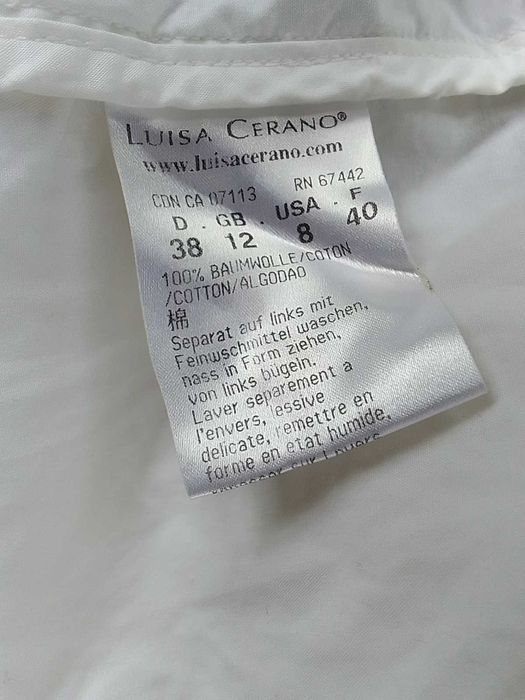 LUISA CERANO®
www.luisacerano.com
CDN CA 07113 RN 67442
D . GB . USA . F
38 12 8 40
100% BAUMWOLLE/COTON
/COTTON/ALGODAO
棉
Separat auf links mit
Feinwschmittel waschen,
nass in Form ziehen,
von links bügeln.
Laver separement a
l'envers, lessive
delicate, remettre en
forme en etat humide,